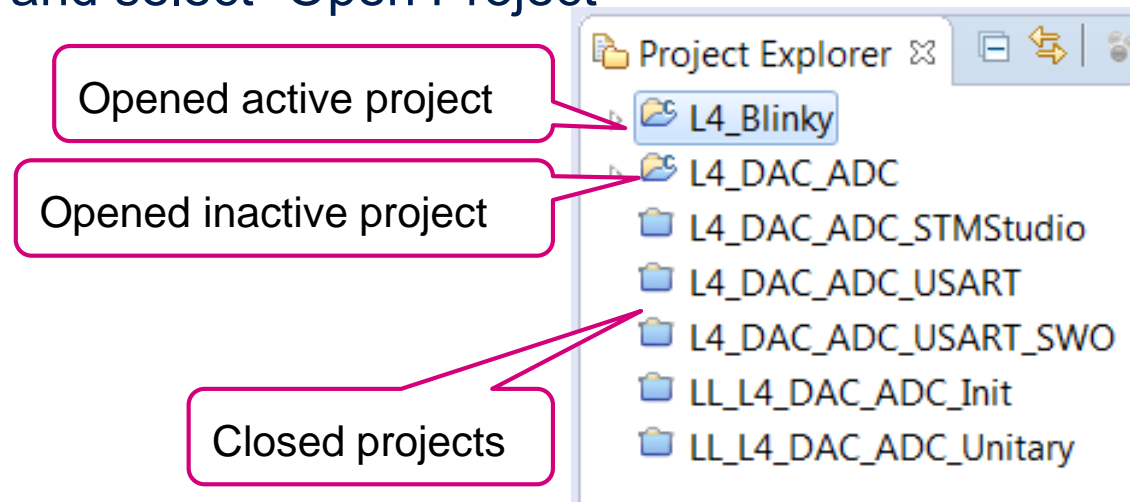 and select "Open Project"
Project Explorer
Opened active project
L4_Blinky
L4_DAC_ADC
Opened inactive project
L4_DAC_ADC_STMStudio
L4_DAC_ADC_USART
L4_DAC_ADC_USART_SWO
LL_L4_DAC_ADC_Init
Closed projects
LL_L4_DAC_ADC_Unitary